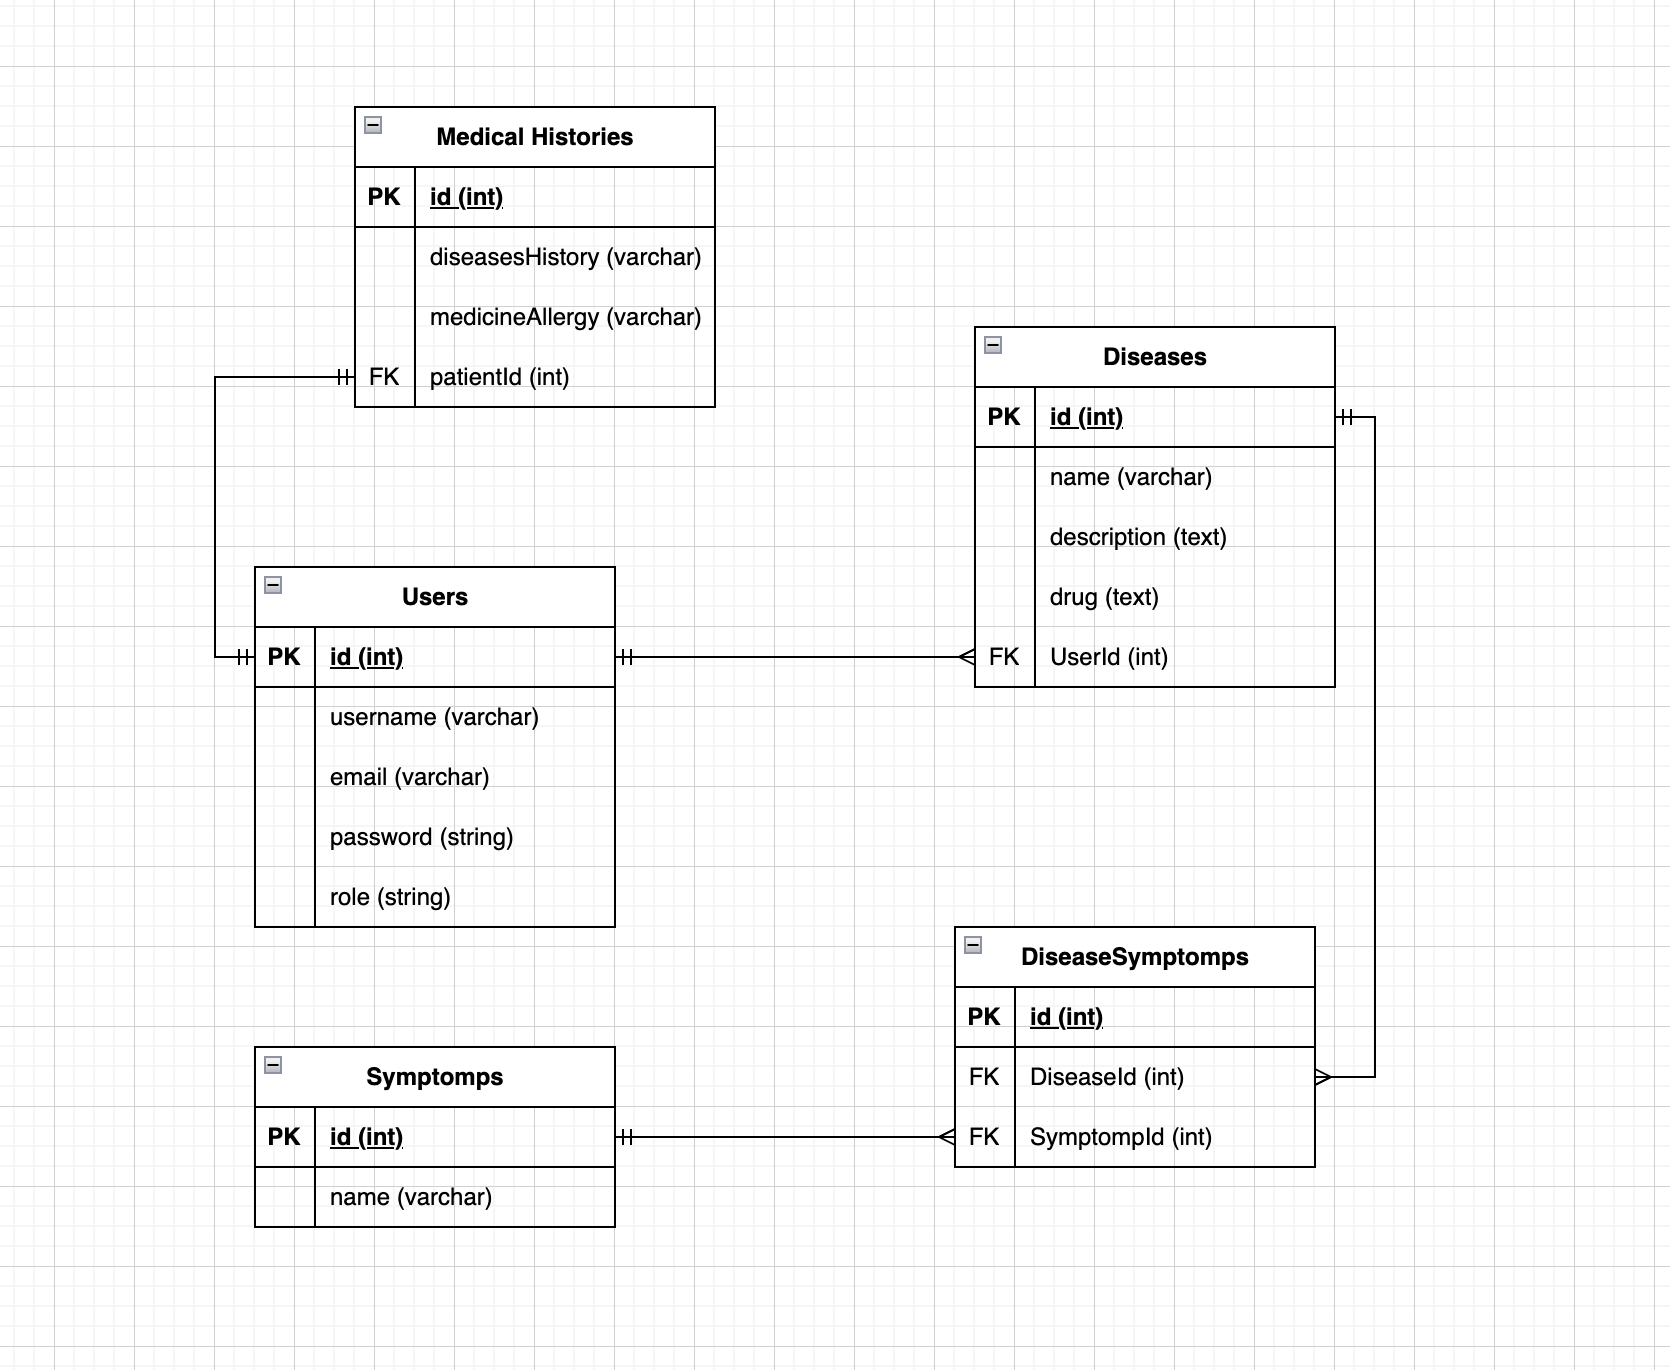 Medical Histories
PK id (int)
diseasesHistory (varchar)
medicineAllergy (varchar)
FK patientId (int)
Diseases
PK id (int)
name (varchar)
description (text)
drug (text)
FK UserId (int)
Users
PK id (int)
username (varchar)
email (varchar)
password (string)
role (string)
DiseaseSymptomps
PK id (int)
FK DiseaseId (int)
FK SymptompId (int)
Symptomps
PK id (int)
name (varchar)